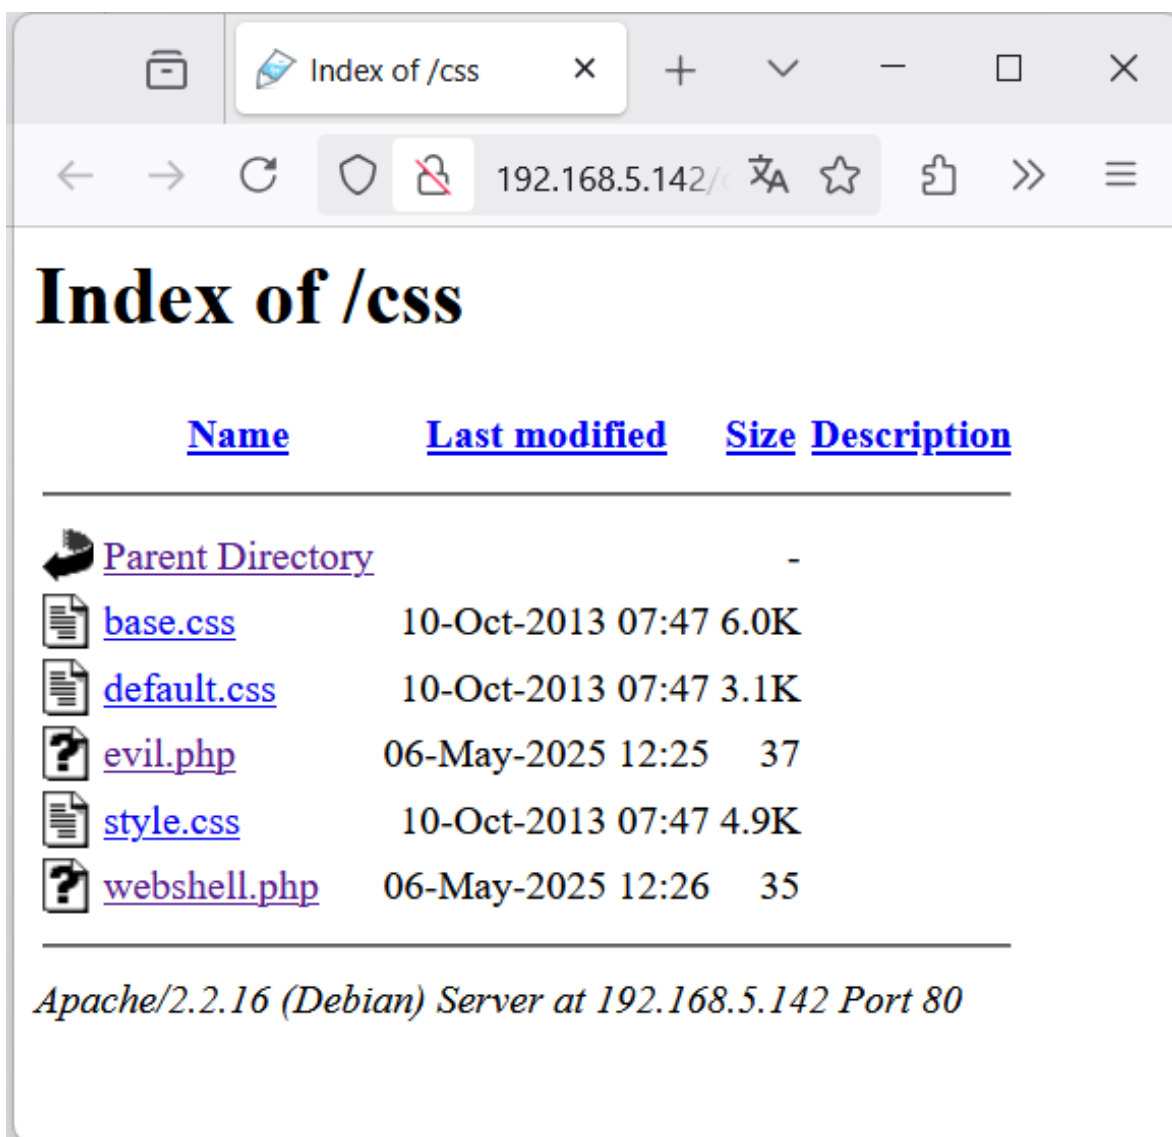 Index of /css
192.168.5.142/
Index of /css
Name Last modified Size Description
Parent Directory -
base.css 10-Oct-2013 07:47 6.0K
default.css 10-Oct-2013 07:47 3.1K
evil.php 06-May-2025 12:25 37
style.css 10-Oct-2013 07:47 4.9K
webshell.php 06-May-2025 12:26 35
Apache/2.2.16 (Debian) Server at 192.168.5.142 Port 80